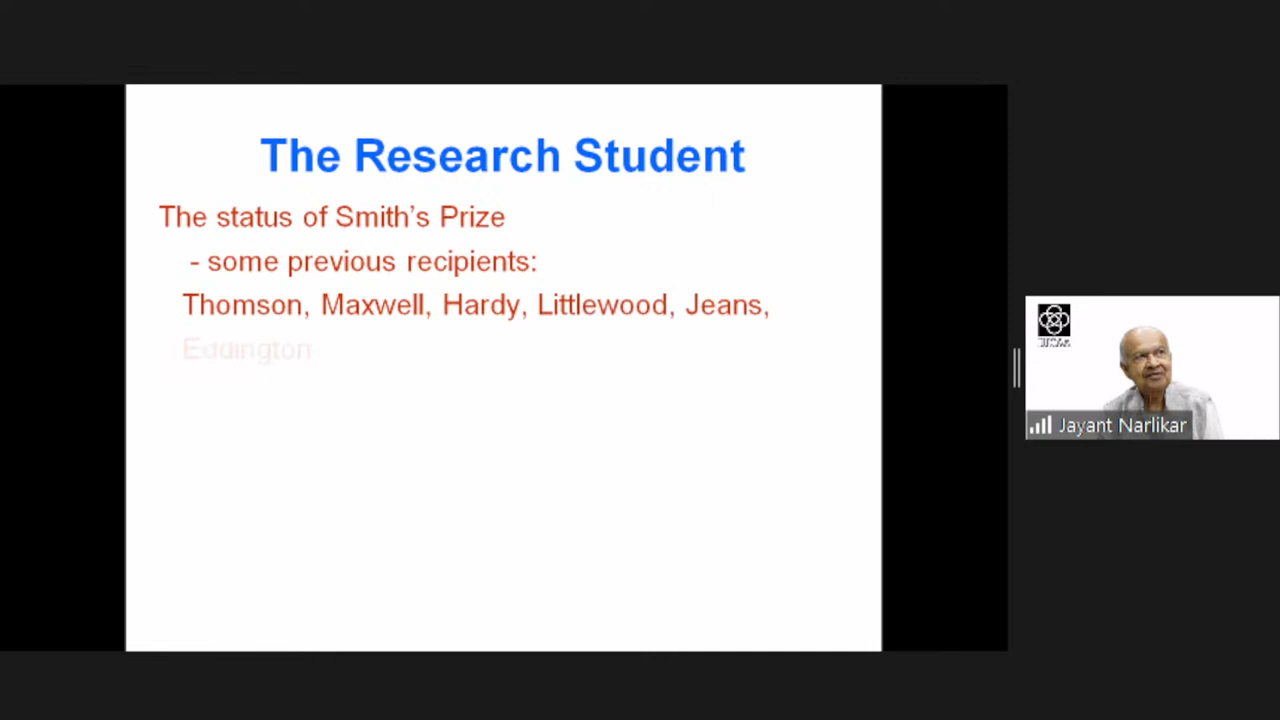 The Research Student
The status of Smith's Prize
- some previous recipients:
Thomson, Maxwell, Hardy, Littlewood, Jeans,
Eddington
Jayant Narlikar